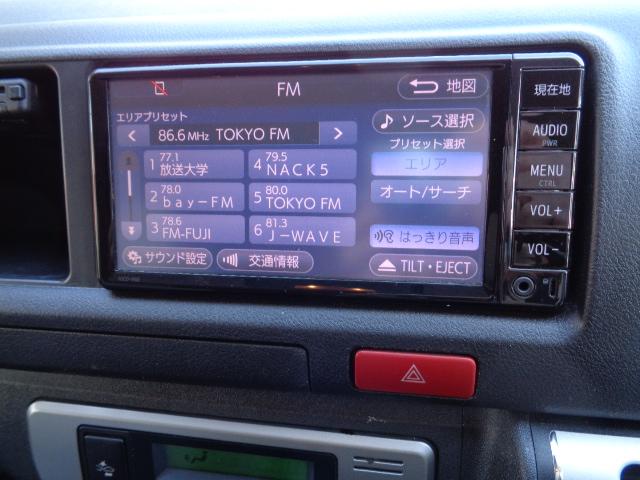 FM
地図
エリアプリセット
86.6 MHz TOKYO FM
ソース選択
プリセット選択
1 77.1 放送大学
4 79.5 NACK5
エリア
2 78.0 bay-FM
5 80.0 TOKYO FM
オート/サーチ
3 78.6 FM-FUJI
6 81.3 J-WAVE
はっきり音声
サウンド設定
交通情報
TILT・EJECT
現在地
AUDIO
PWR
MENU
CTRL
VOL+
VOL-